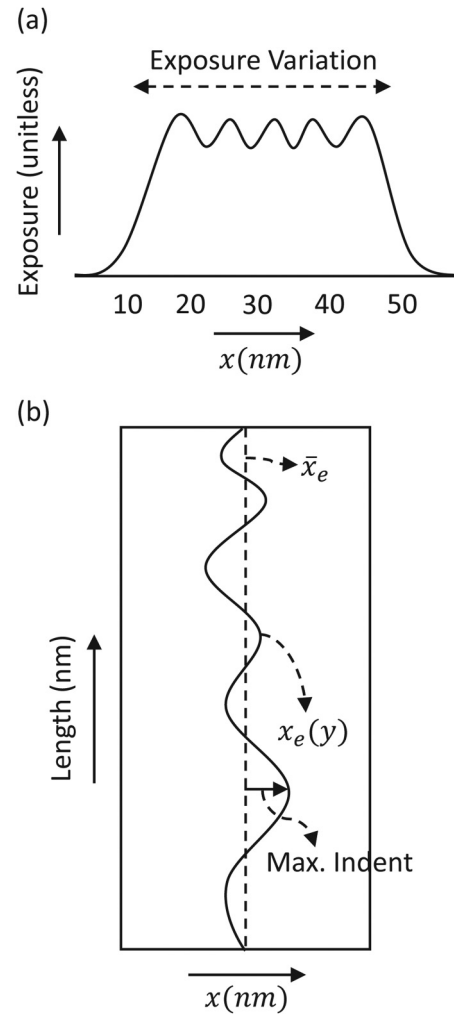 (a)
Exposure Variation
Exposure (unitless)
10 20 30 40 50
x(nm)
(b)
x̄ₑ
Length (nm)
xₑ(y)
Max. Indent
x(nm)